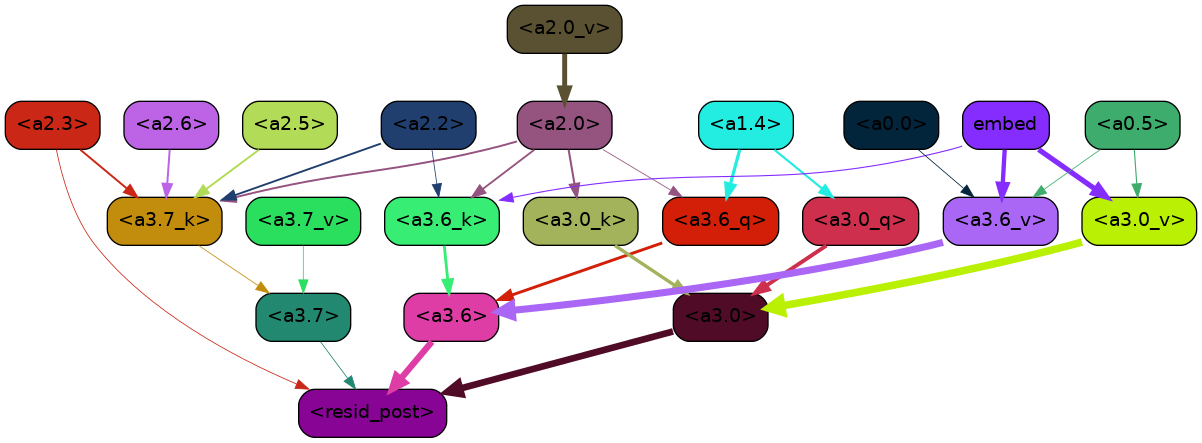 <a2.0_v>
<a2.3>
<a2.6>
<a2.5>
<a2.2>
<a2.0>
<a1.4>
<a0.0>
embed
<a0.5>
<a3.7_k>
<a3.7_v>
<a3.6_k>
<a3.0_k>
<a3.6_q>
<a3.0_q>
<a3.6_v>
<a3.0_v>
<a3.7>
<a3.6>
<a3.0>
<resid_post>